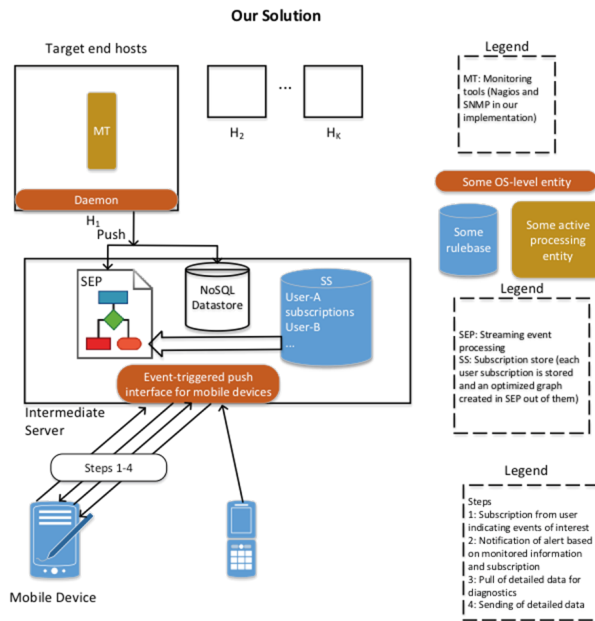 Our Solution
Target end hosts
MT
Daemon
H1
Push
...
H2
HK
SEP
NoSQL
Datastore
SS
User-A
subscriptions
User-B
...
Event-triggered push
interface for mobile devices
Intermediate
Server
Steps 1-4
Mobile Device
Legend
MT: Monitoring
tools (Nagios and
SNMP in our
implementation)
Some OS-level entity
Some
rulebase
Some active
processing
entity
Legend
SEP: Streaming event
processing
SS: Subscription store (each
user subscription is stored
and an optimized graph
created in SEP out of them)
Legend
Steps
1: Subscription from user
indicating events of interest
2: Notification of alert based
on monitored information
and subscription
3: Pull of detailed data for
diagnostics
4: Sending of detailed data